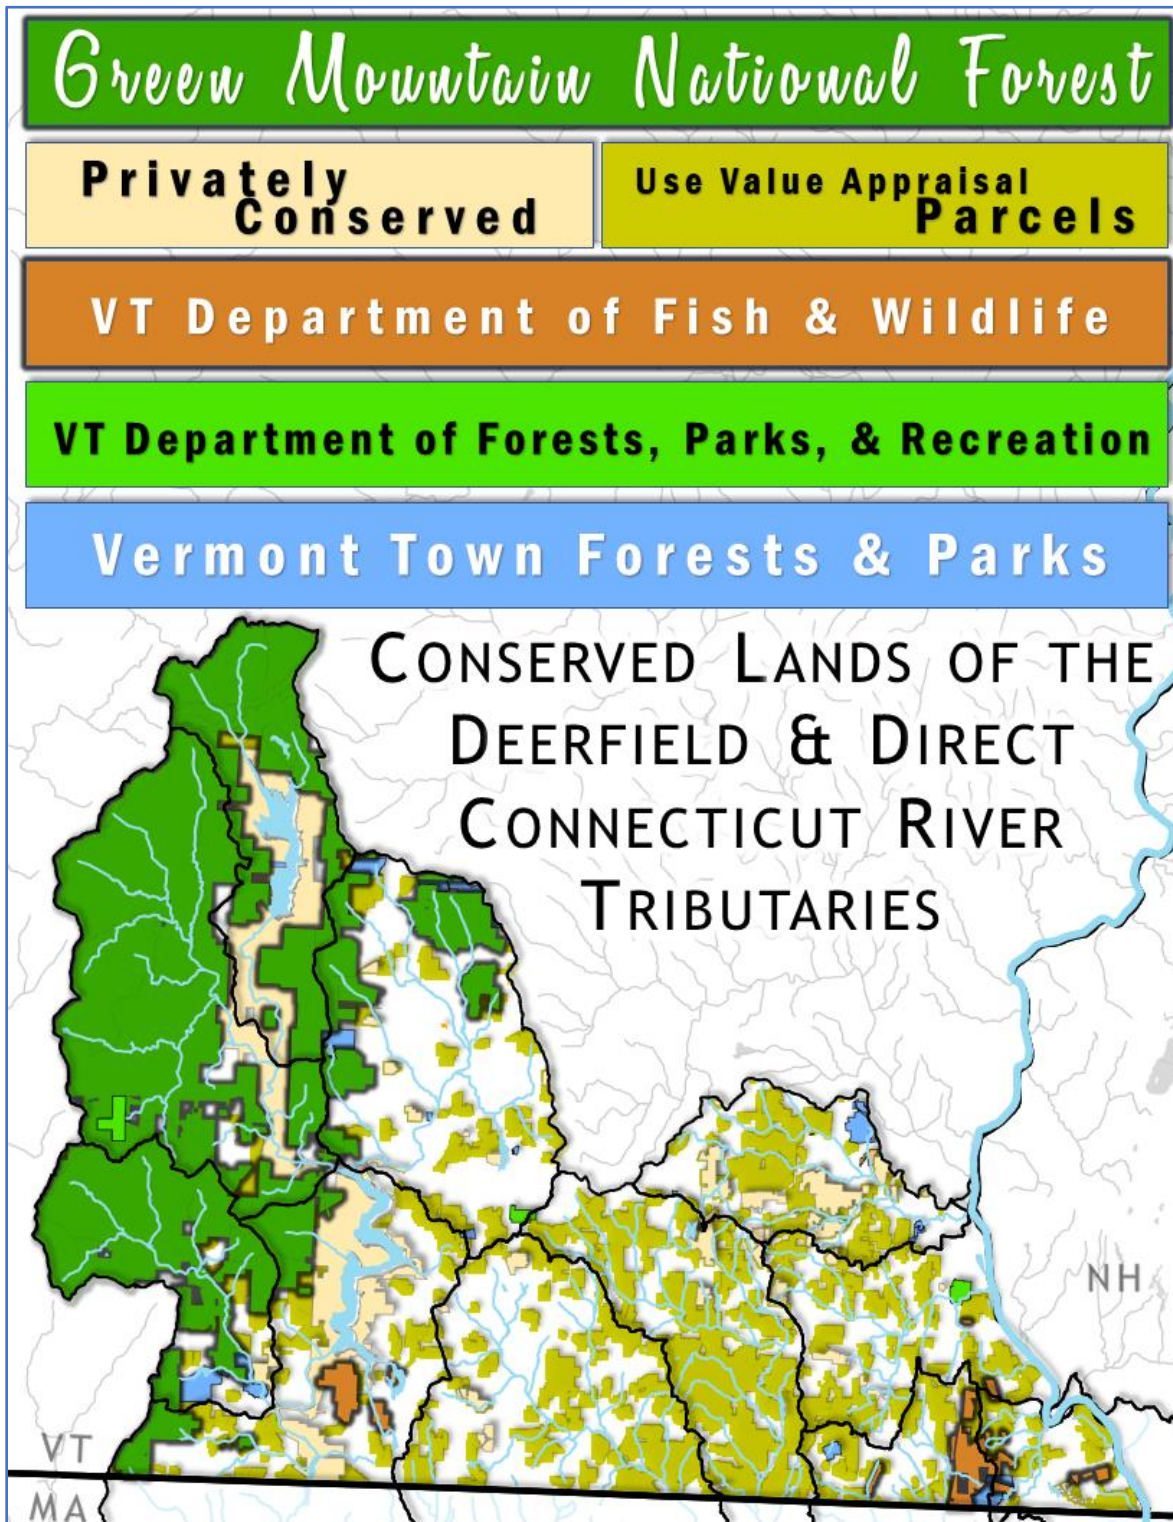 Green Mountain National Forest
Privately
Conserved
Use Value Appraisal
Parcels
VT Department of Fish & Wildlife
VT Department of Forests, Parks, & Recreation
Vermont Town Forests & Parks
CONSERVED LANDS OF THE
DEERFIELD & DIRECT
CONNECTICUT RIVER
TRIBUTARIES
NH
VT
MA